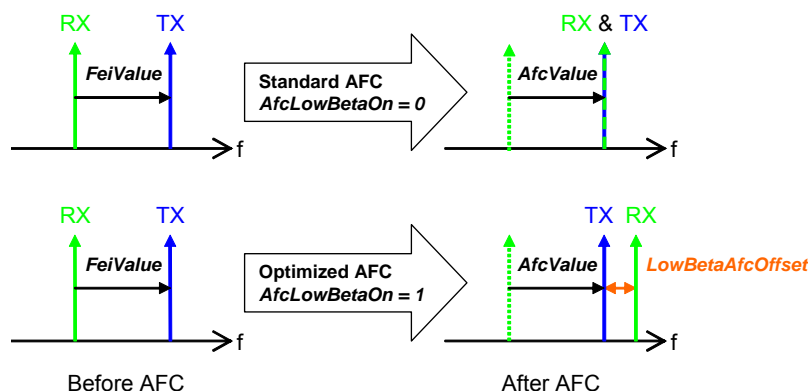 RX
TX
FeiValue
f
Standard AFC
AfcLowBetaOn = 0
RX & TX
AfcValue
f
RX
TX
FeiValue
f
Optimized AFC
AfcLowBetaOn = 1
TX
RX
AfcValue
LowBetaAfcOffset
f
Before AFC
After AFC